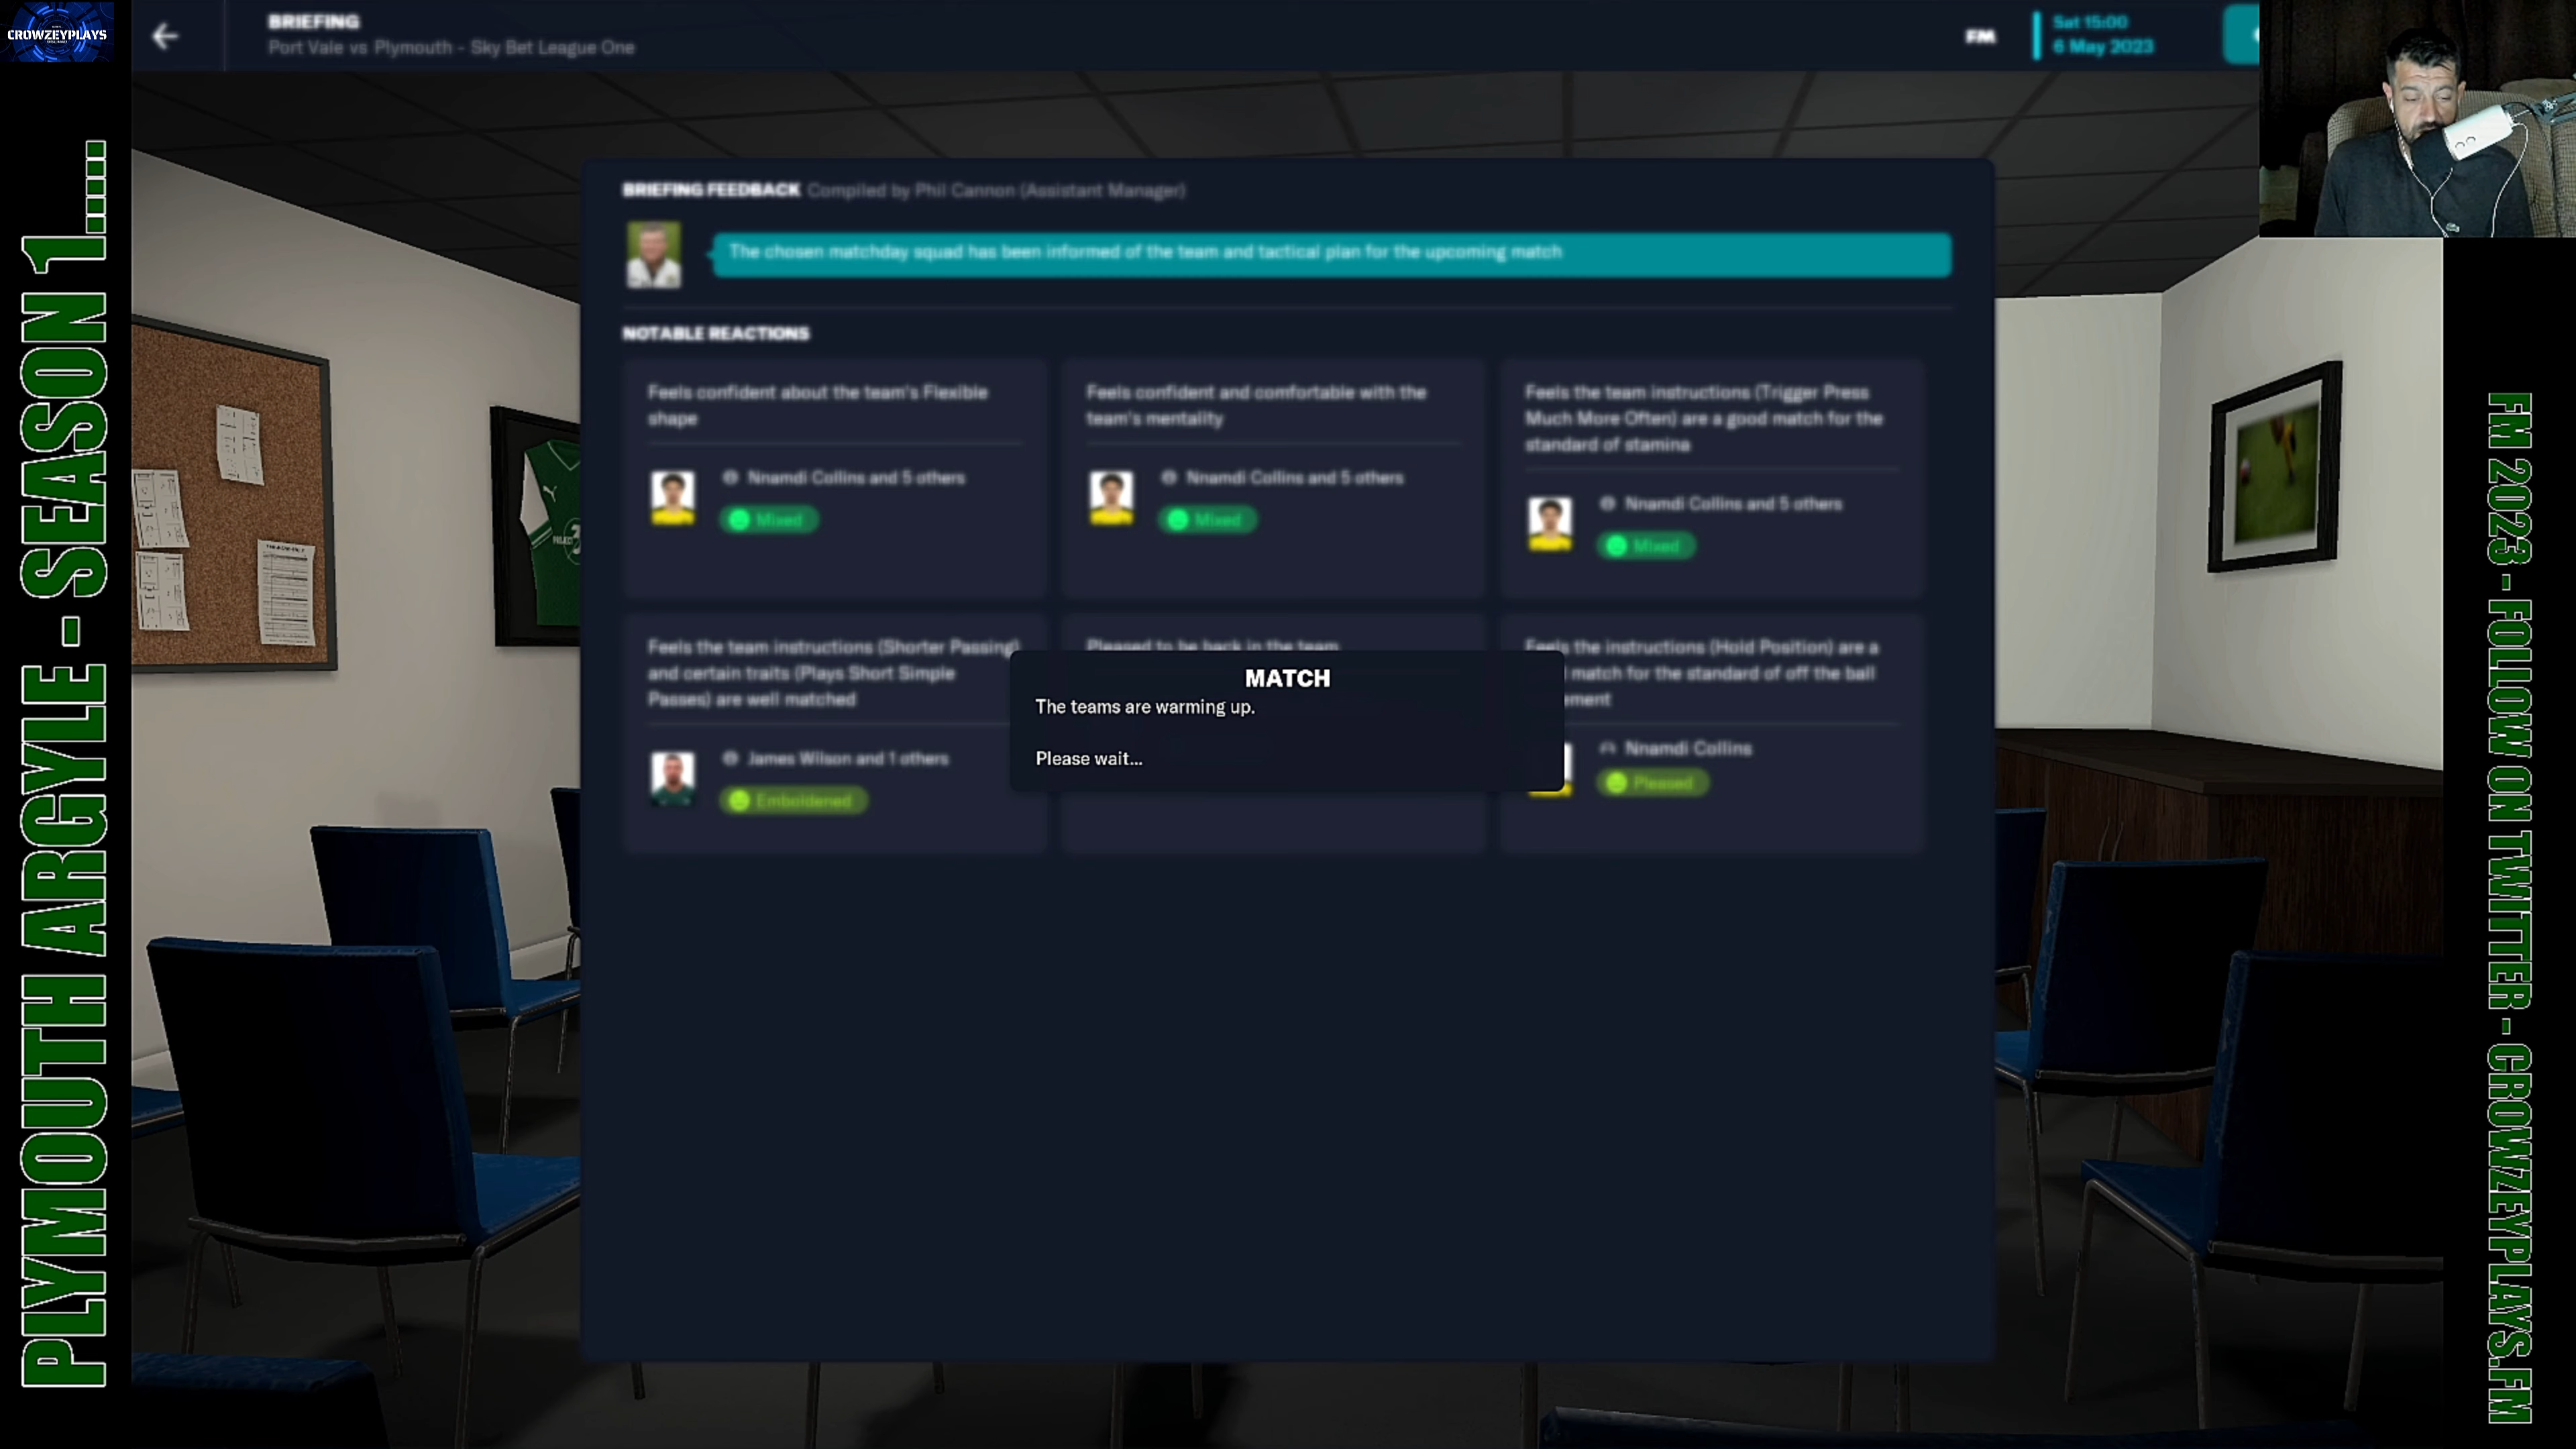 CROWZEYPLAYS
BRIEFING
Port Vale vs Plymouth - Sky Bet League One
FM
Sat 15:00
6 May 2023
PLYMOUTH ARGYLE - SEASON 1.....
BRIEFING FEEDBACK Compiled by Phil Cannon (Assistant Manager)
The chosen matchday squad has been informed of the team and tactical plan for the upcoming match
NOTABLE REACTIONS
Feels confident about the team's Flexible
shape
Nnamdi Collins and 5 others
Mixed
Feels confident and comfortable with the
team's mentality
Nnamdi Collins and 5 others
Mixed
Feels the team instructions (Trigger Press
Much More Often) are a good match for the
standard of stamina
Nnamdi Collins and 5 others
Mixed
Feels the team instructions (Shorter Passing)
and certain traits (Plays Short Simple
Passes) are well matched
James Wilson and 1 others
Emboldened
Pleased to be back in the team
Feels the instructions (Hold Position) are a
match for the standard of off the ball
Nnamdi Collins
Pleased
MATCH
The teams are warming up.
Please wait...
FM 2023 - FOLLOW ON TWITTER - CROWZEYPLAYS.FM